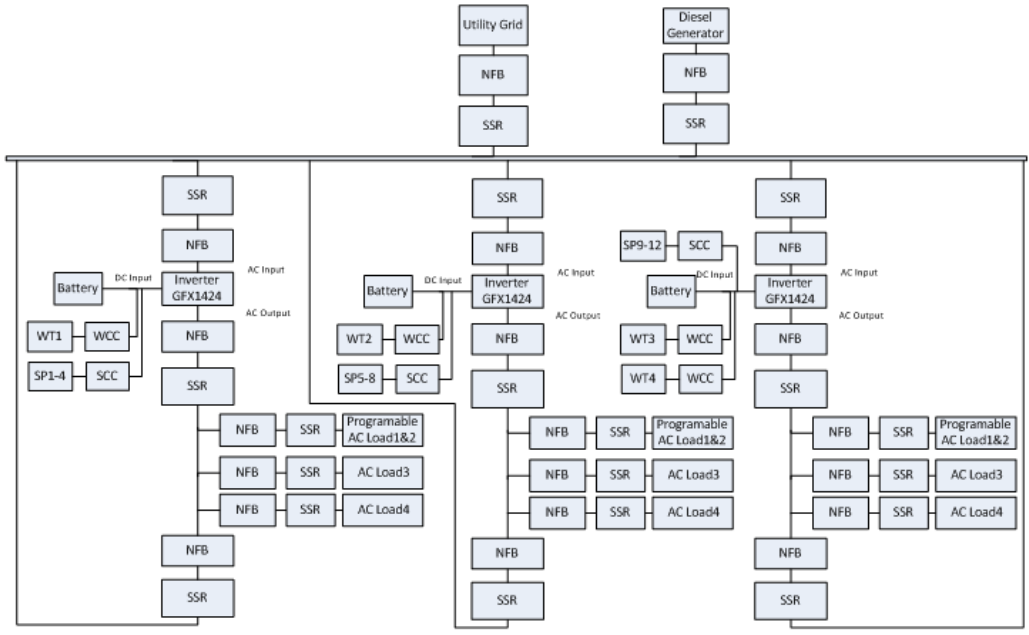 Utility Grid
Diesel
Generator
NFB
NFB
SSR
SSR
SSR
NFB
AC Input
Battery
DC Input
Inverter
GFX1424
AC Output
WT1
WCC
NFB
SP1-4
SCC
SSR
NFB
SSR
Programable
AC Load1&2
NFB
SSR
AC Load3
NFB
SSR
AC Load4
NFB
SSR
SSR
NFB
AC Input
Battery
DC Input
Inverter
GFX1424
AC Output
WT2
WCC
NFB
SP5-8
SCC
SSR
NFB
SSR
Programable
AC Load1&2
NFB
SSR
AC Load3
NFB
SSR
AC Load4
NFB
SSR
SSR
SP9-12
SCC
NFB
AC Input
Battery
DC Input
Inverter
GFX1424
AC Output
WT3
WCC
NFB
WT4
WCC
SSR
NFB
SSR
Programable
AC Load1&2
NFB
SSR
AC Load3
NFB
SSR
AC Load4
NFB
SSR